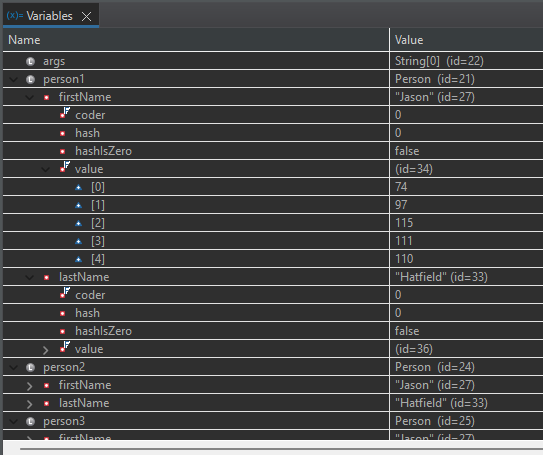 (x)= Variables
Name Value
args String[0] (id=22)
person1 Person (id=21)
firstName "Jason" (id=27)
coder 0
hash 0
hashIsZero false
value (id=34)
[0] 74
[1] 97
[2] 115
[3] 111
[4] 110
lastName "Hatfield" (id=33)
coder 0
hash 0
hashIsZero false
value (id=36)
person2 Person (id=24)
firstName "Jason" (id=27)
lastName "Hatfield" (id=33)
person3 Person (id=25)
firstName "Jason" (id=27)